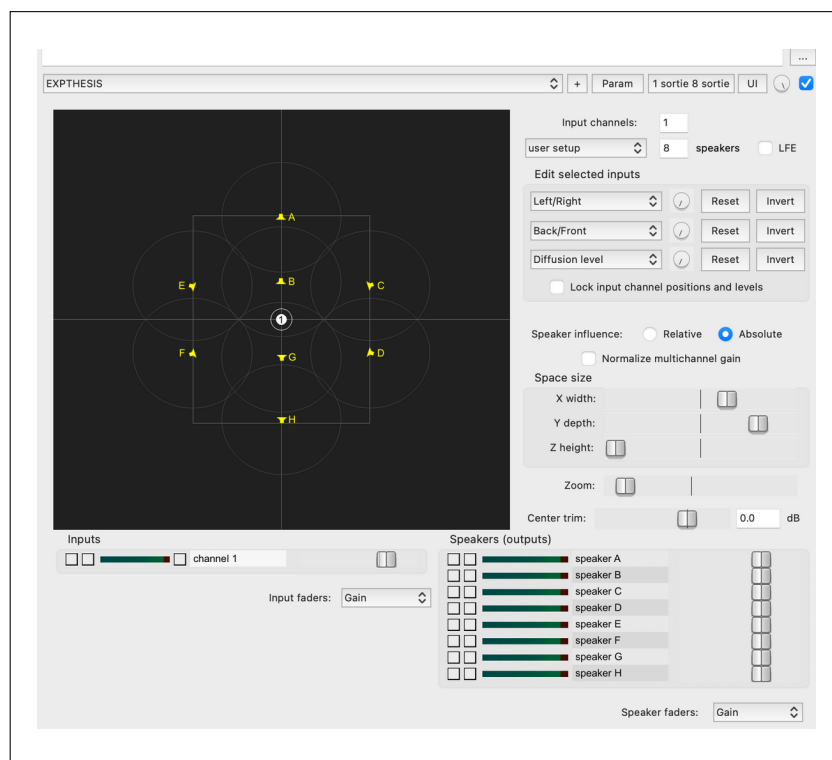 ...
EXPTHESIS + Param 1 sortie 8 sortie UI
Input channels: 1
user setup 8 speakers LFE
Edit selected inputs
Left/Right Reset Invert
Back/Front Reset Invert
Diffusion level Reset Invert
Lock input channel positions and levels
Speaker influence: Relative Absolute
Normalize multichannel gain
Space size
X width:
Y depth:
Z height:
Zoom:
Center trim: 0.0 dB
A
B
E C
1
F G D
H
Inputs
channel 1
Input faders: Gain
Speakers (outputs)
speaker A
speaker B
speaker C
speaker D
speaker E
speaker F
speaker G
speaker H
Speaker faders: Gain